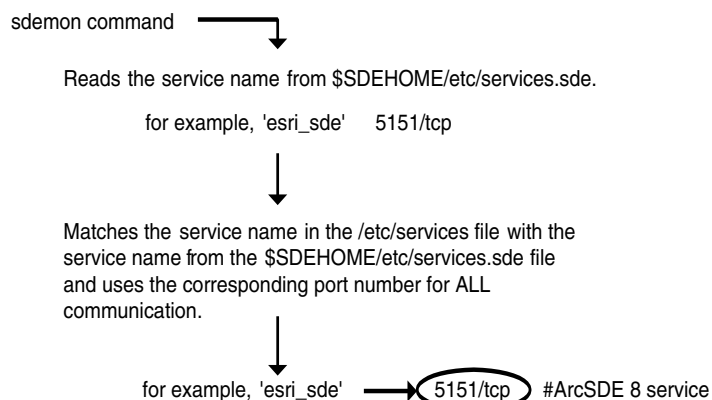 sdemon command
Reads the service name from $SDEHOME/etc/services.sde.
for example, 'esri_sde' 5151/tcp
Matches the service name in the /etc/services file with the
service name from the $SDEHOME/etc/services.sde file
and uses the corresponding port number for ALL
communication.
for example, 'esri_sde' 5151/tcp #ArcSDE 8 service